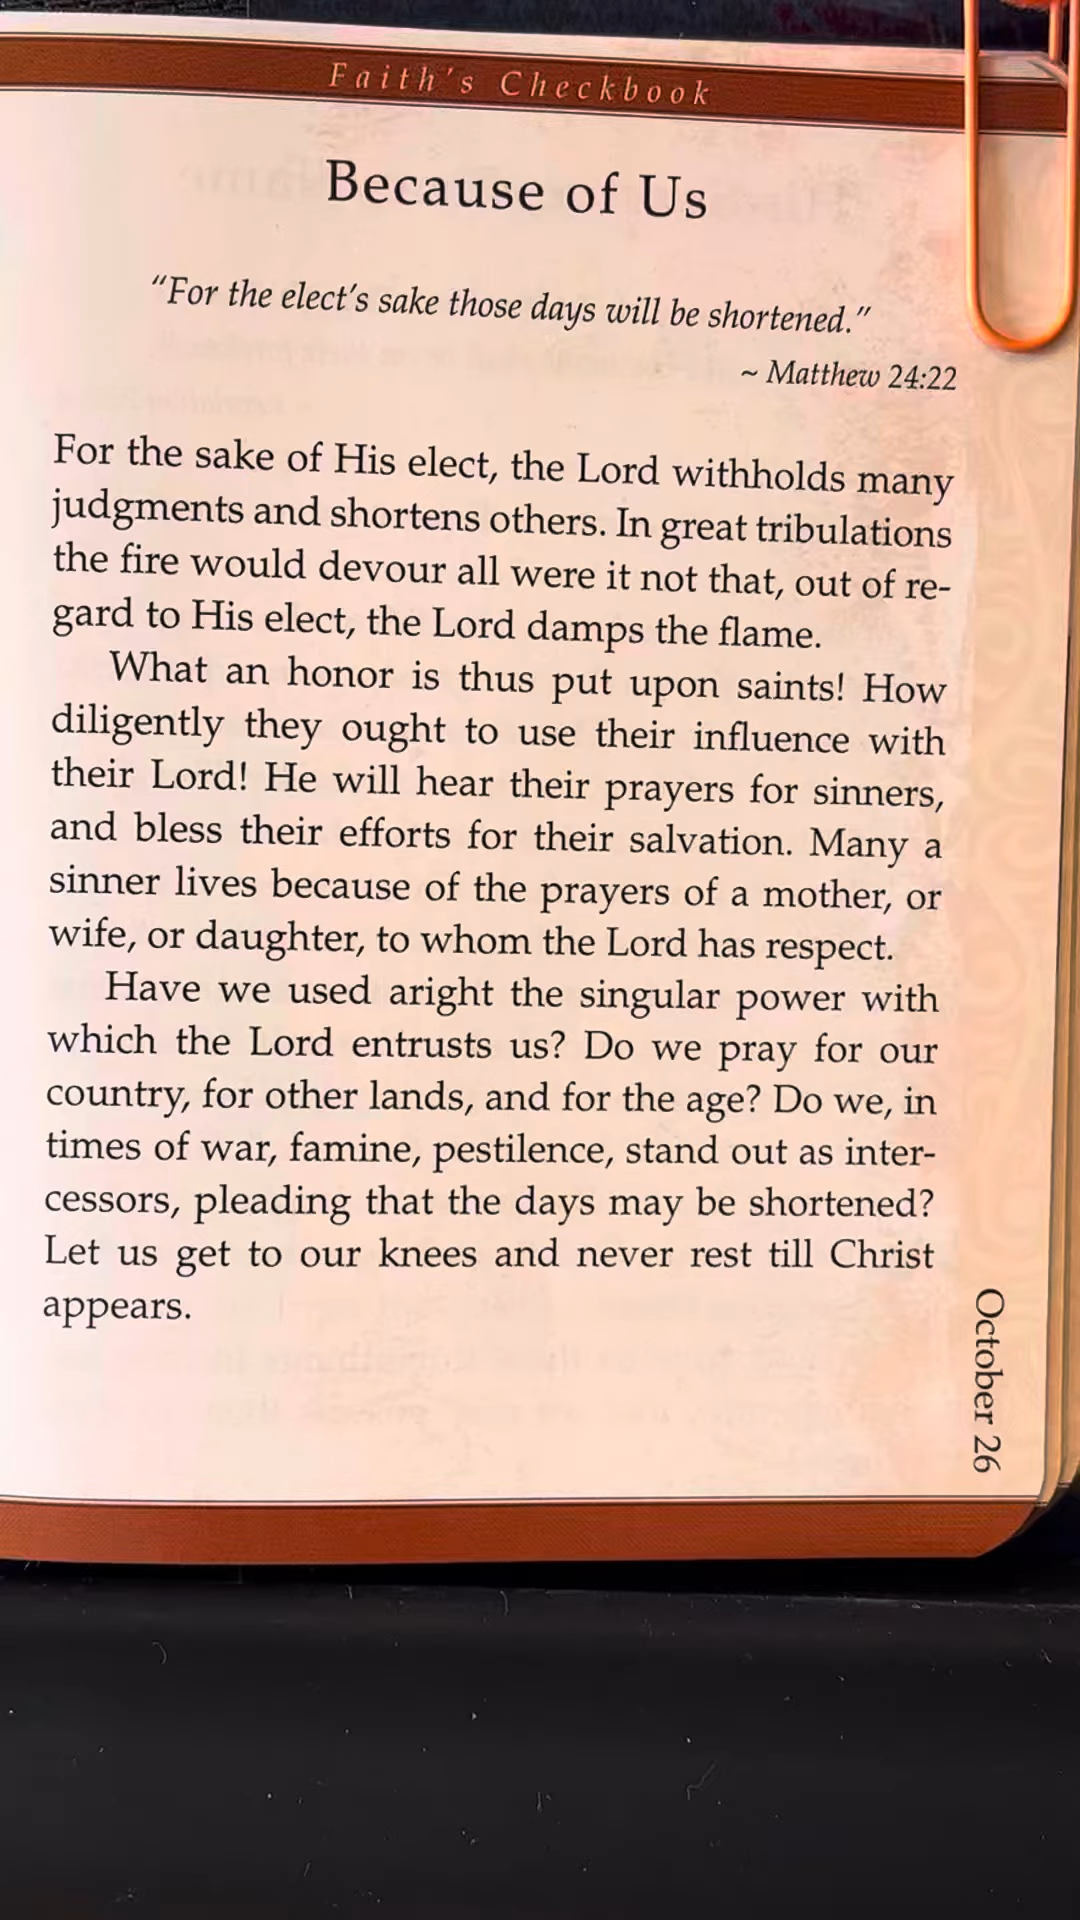 Faith's Checkbook
Because of Us
"For the elect's sake those days will be shortened."
~ Matthew 24:22
For the sake of His elect, the Lord withholds many
judgments and shortens others. In great tribulations
the fire would devour all were it not that, out of re-
gard to His elect, the Lord damps the flame.
What an honor is thus put upon saints! How
diligently they ought to use their influence with
their Lord! He will hear their prayers for sinners,
and bless their efforts for their salvation. Many a
sinner lives because of the prayers of a mother, or
wife, or daughter, to whom the Lord has respect.
Have we used aright the singular power with
which the Lord entrusts us? Do we pray for our
country, for other lands, and for the age? Do we, in
times of war, famine, pestilence, stand out as inter-
cessors, pleading that the days may be shortened?
Let us get to our knees and never rest till Christ
appears.
October 26